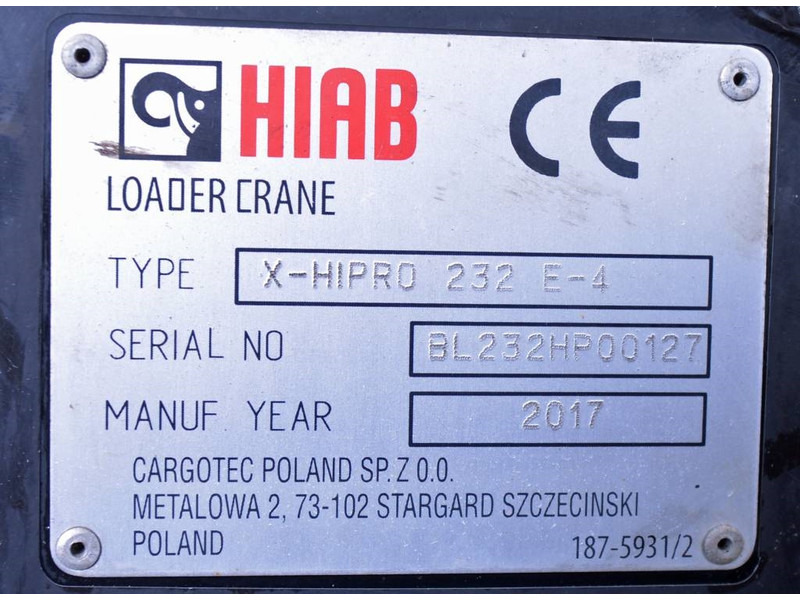 HIAB CE
LOADER CRANE
TYPE X-HIPRO 232 E-4
SERIAL NO BL232HP00127
MANUF. YEAR 2017
CARGOTEC POLAND SP. Z O.O.
METALOWA 2, 73-102 STARGARD SZCZECINSKI
POLAND 187-5931/2